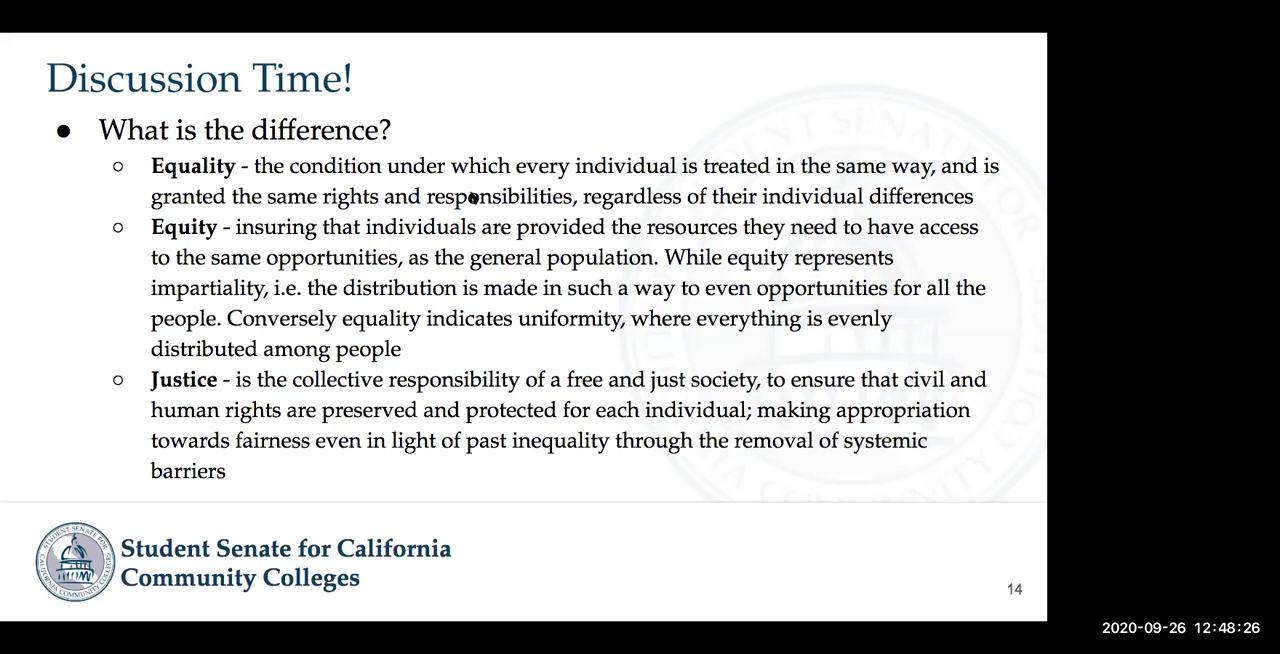 Discussion Time!
● What is the difference?
○ Equality - the condition under which every individual is treated in the same way, and is
granted the same rights and responsibilities, regardless of their individual differences
○ Equity - insuring that individuals are provided the resources they need to have access
to the same opportunities, as the general population. While equity represents
impartiality, i.e. the distribution is made in such a way to even opportunities for all the
people. Conversely equality indicates uniformity, where everything is evenly
distributed among people
○ Justice - is the collective responsibility of a free and just society, to ensure that civil and
human rights are preserved and protected for each individual; making appropriation
towards fairness even in light of past inequality through the removal of systemic
barriers
Student Senate for California
Community Colleges
14
2020-09-26 12:48:26